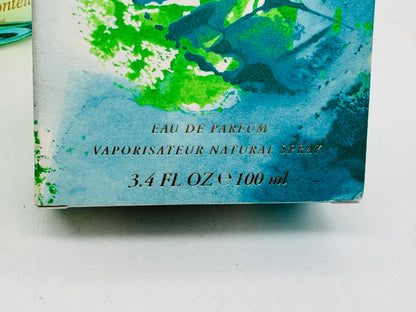 EAU DE PARFUM
VAPORISATEUR NATURAL SPRAY
3.4 FL OZ ℮ 100 ml